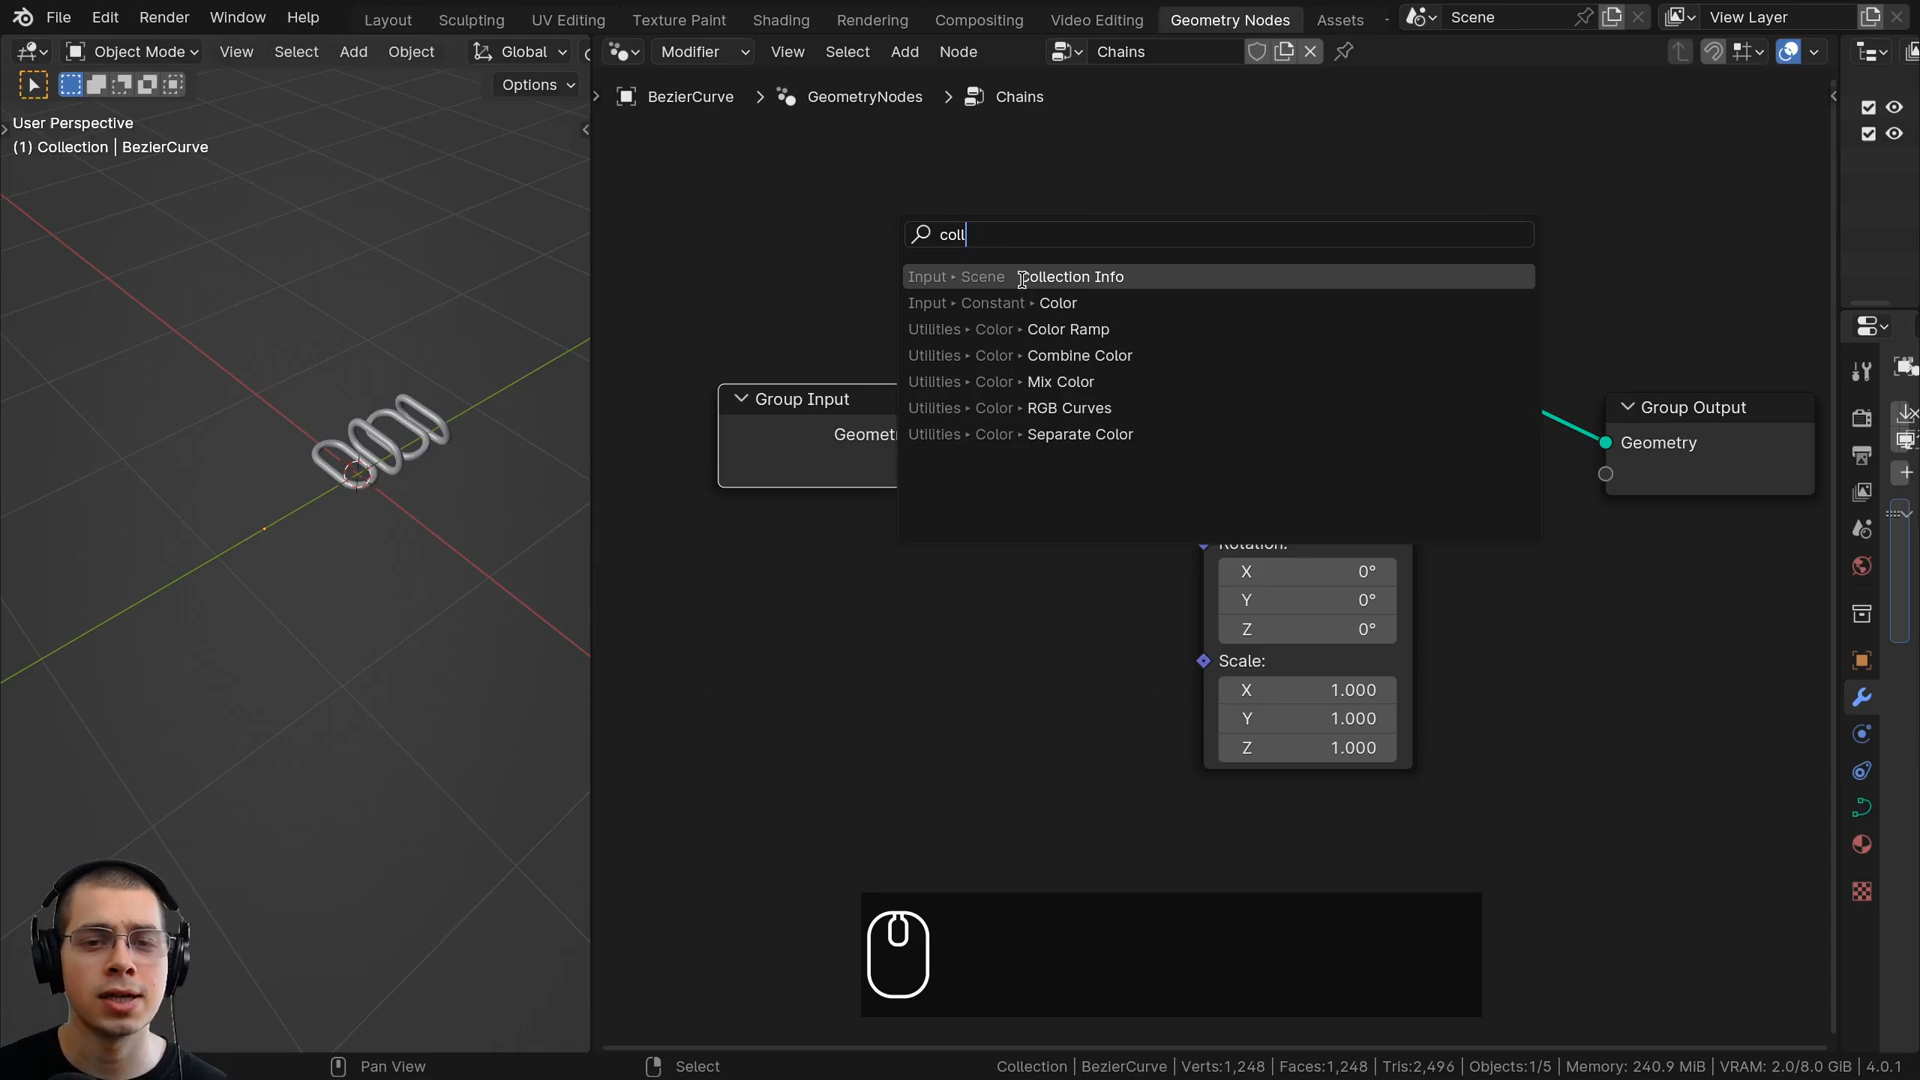 File Edit Render Window Help Layout Sculpting UV Editing Texture Paint Shading Rendering Compositing Video Editing Geometry Nodes Assets Scene View Layer
Object Mode View Select Add Object Global Modifier View Select Add Node Chains
Options
BezierCurve > GeometryNodes > Chains
User Perspective
(1) Collection | BezierCurve
coll
Input ▸ Scene Collection Info
Input ▸ Constant ▸ Color
Utilities ▸ Color ▸ Color Ramp
Utilities ▸ Color ▸ Combine Color
Utilities ▸ Color ▸ Mix Color
Utilities ▸ Color ▸ RGB Curves
Utilities ▸ Color ▸ Separate Color
Group Input
Geomet
Group Output
Geometry
Rotation:
X 0°
Y 0°
Z 0°
Scale:
X 1.000
Y 1.000
Z 1.000
Pan View Select Collection | BezierCurve | Verts:1,248 | Faces:1,248 | Tris:2,496 | Objects:1/5 | Memory: 240.9 MiB | VRAM: 2.0/8.0 GiB | 4.0.1